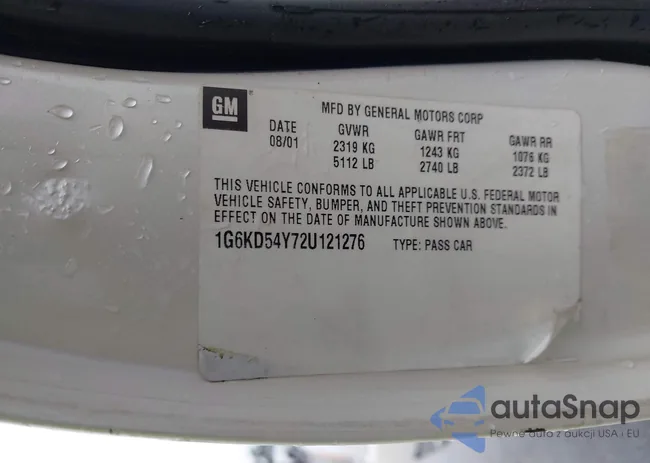 GM
MFD BY GENERAL MOTORS CORP
DATE GVWR GAWR FRT GAWR RR
08/01 2319 KG 1243 KG 1076 KG
5112 LB 2740 LB 2372 LB
THIS VEHICLE CONFORMS TO ALL APPLICABLE U.S. FEDERAL MOTOR
VEHICLE SAFETY, BUMPER, AND THEFT PREVENTION STANDARDS IN
EFFECT ON THE DATE OF MANUFACTURE SHOWN ABOVE.
1G6KD54Y72U121276 TYPE: PASS CAR
autaSnap
Pewne auta z aukcji USA i EU